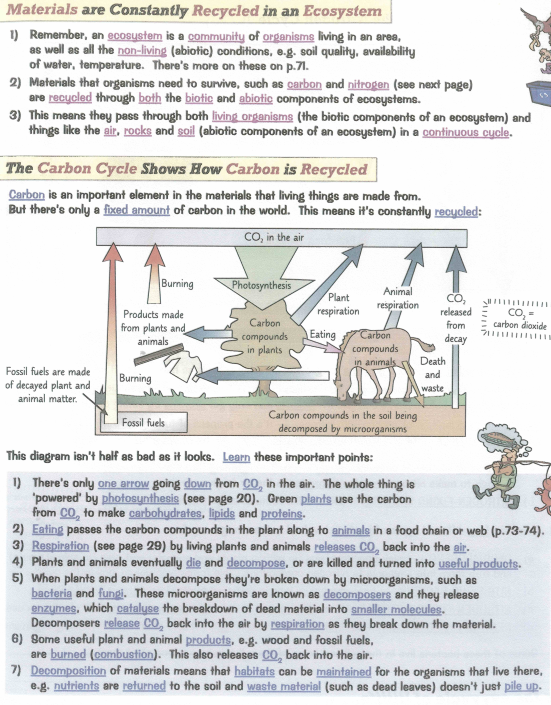 Materials are Constantly Recycled in an Ecosystem
1) Remember, an ecosystem is a community of organisms living in an area,
as well as all the non-living (abiotic) conditions, e.g. soil quality, availability
of water, temperature. There's more on these on p.71.
2) Materials that organisms need to survive, such as carbon and nitrogen (see next page)
are recycled through both the biotic and abiotic components of ecosystems.
3) This means they pass through both living organisms (the biotic components of an ecosystem) and
things like the air, rocks and soil (abiotic components of an ecosystem) in a continuous cycle.
The Carbon Cycle Shows How Carbon is Recycled
Carbon is an important element in the materials that living things are made from.
But there's only a fixed amount of carbon in the world. This means it's constantly recycled:
CO₂ in the air
Burning
Photosynthesis
Plant
respiration
Animal
respiration
CO₂
released
from
decay
CO₂ =
carbon dioxide
Products made
from plants and
animals
Carbon
compounds
in plants
Eating
Carbon
compounds
in animals
Death
and
waste
Burning
Fossil fuels are made
of decayed plant and
animal matter.
Fossil fuels
Carbon compounds in the soil being
decomposed by microorganisms
This diagram isn't half as bad as it looks. Learn these important points:
1) There's only one arrow going down from CO₂ in the air. The whole thing is
'powered' by photosynthesis (see page 20). Green plants use the carbon
from CO₂ to make carbohydrates, lipids and proteins.
2) Eating passes the carbon compounds in the plant along to animals in a food chain or web (p.73-74).
3) Respiration (see page 29) by living plants and animals releases CO₂ back into the air.
4) Plants and animals eventually die and decompose, or are killed and turned into useful products.
5) When plants and animals decompose they're broken down by microorganisms, such as
bacteria and fungi. These microorganisms are known as decomposers and they release
enzymes, which catalyse the breakdown of dead material into smaller molecules.
Decomposers release CO₂ back into the air by respiration as they break down the material.
6) Some useful plant and animal products, e.g. wood and fossil fuels,
are burned (combustion). This also releases CO₂ back into the air.
7) Decomposition of materials means that habitats can be maintained for the organisms that live there,
e.g. nutrients are returned to the soil and waste material (such as dead leaves) doesn't just pile up.